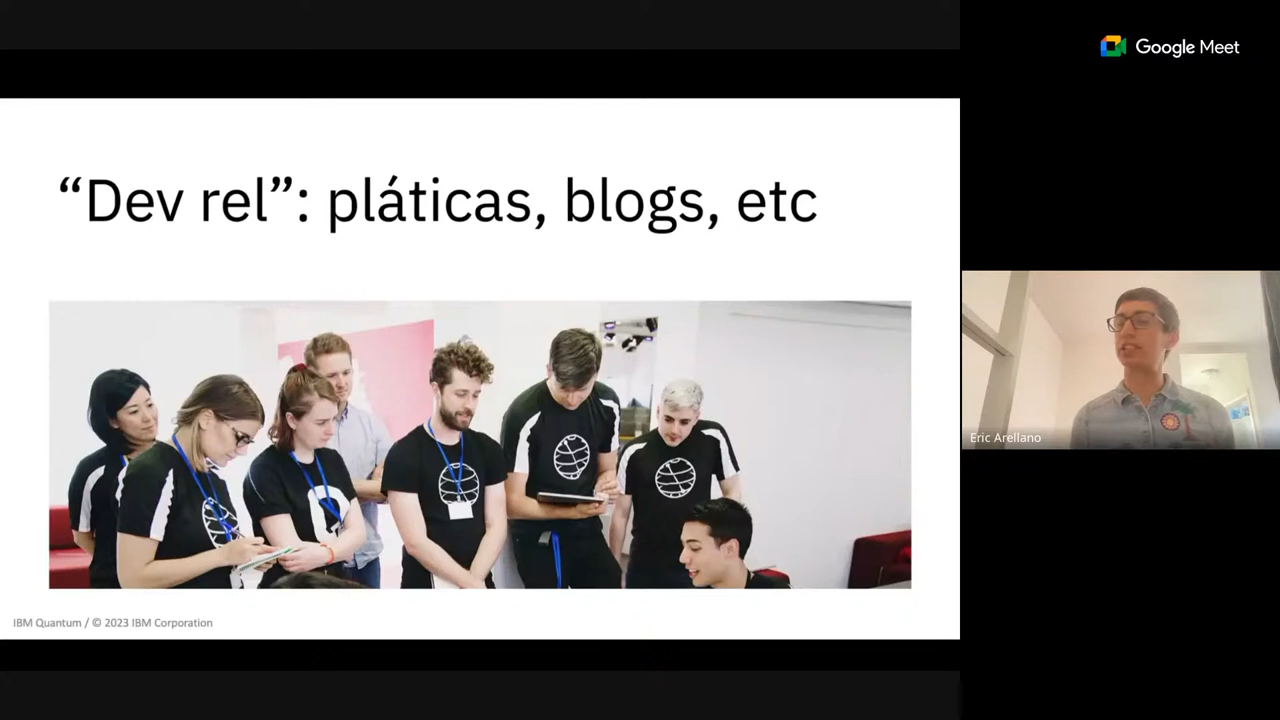 Google Meet
“Dev rel”: pláticas, blogs, etc
Eric Arellano
IBM Quantum / © 2023 IBM Corporation